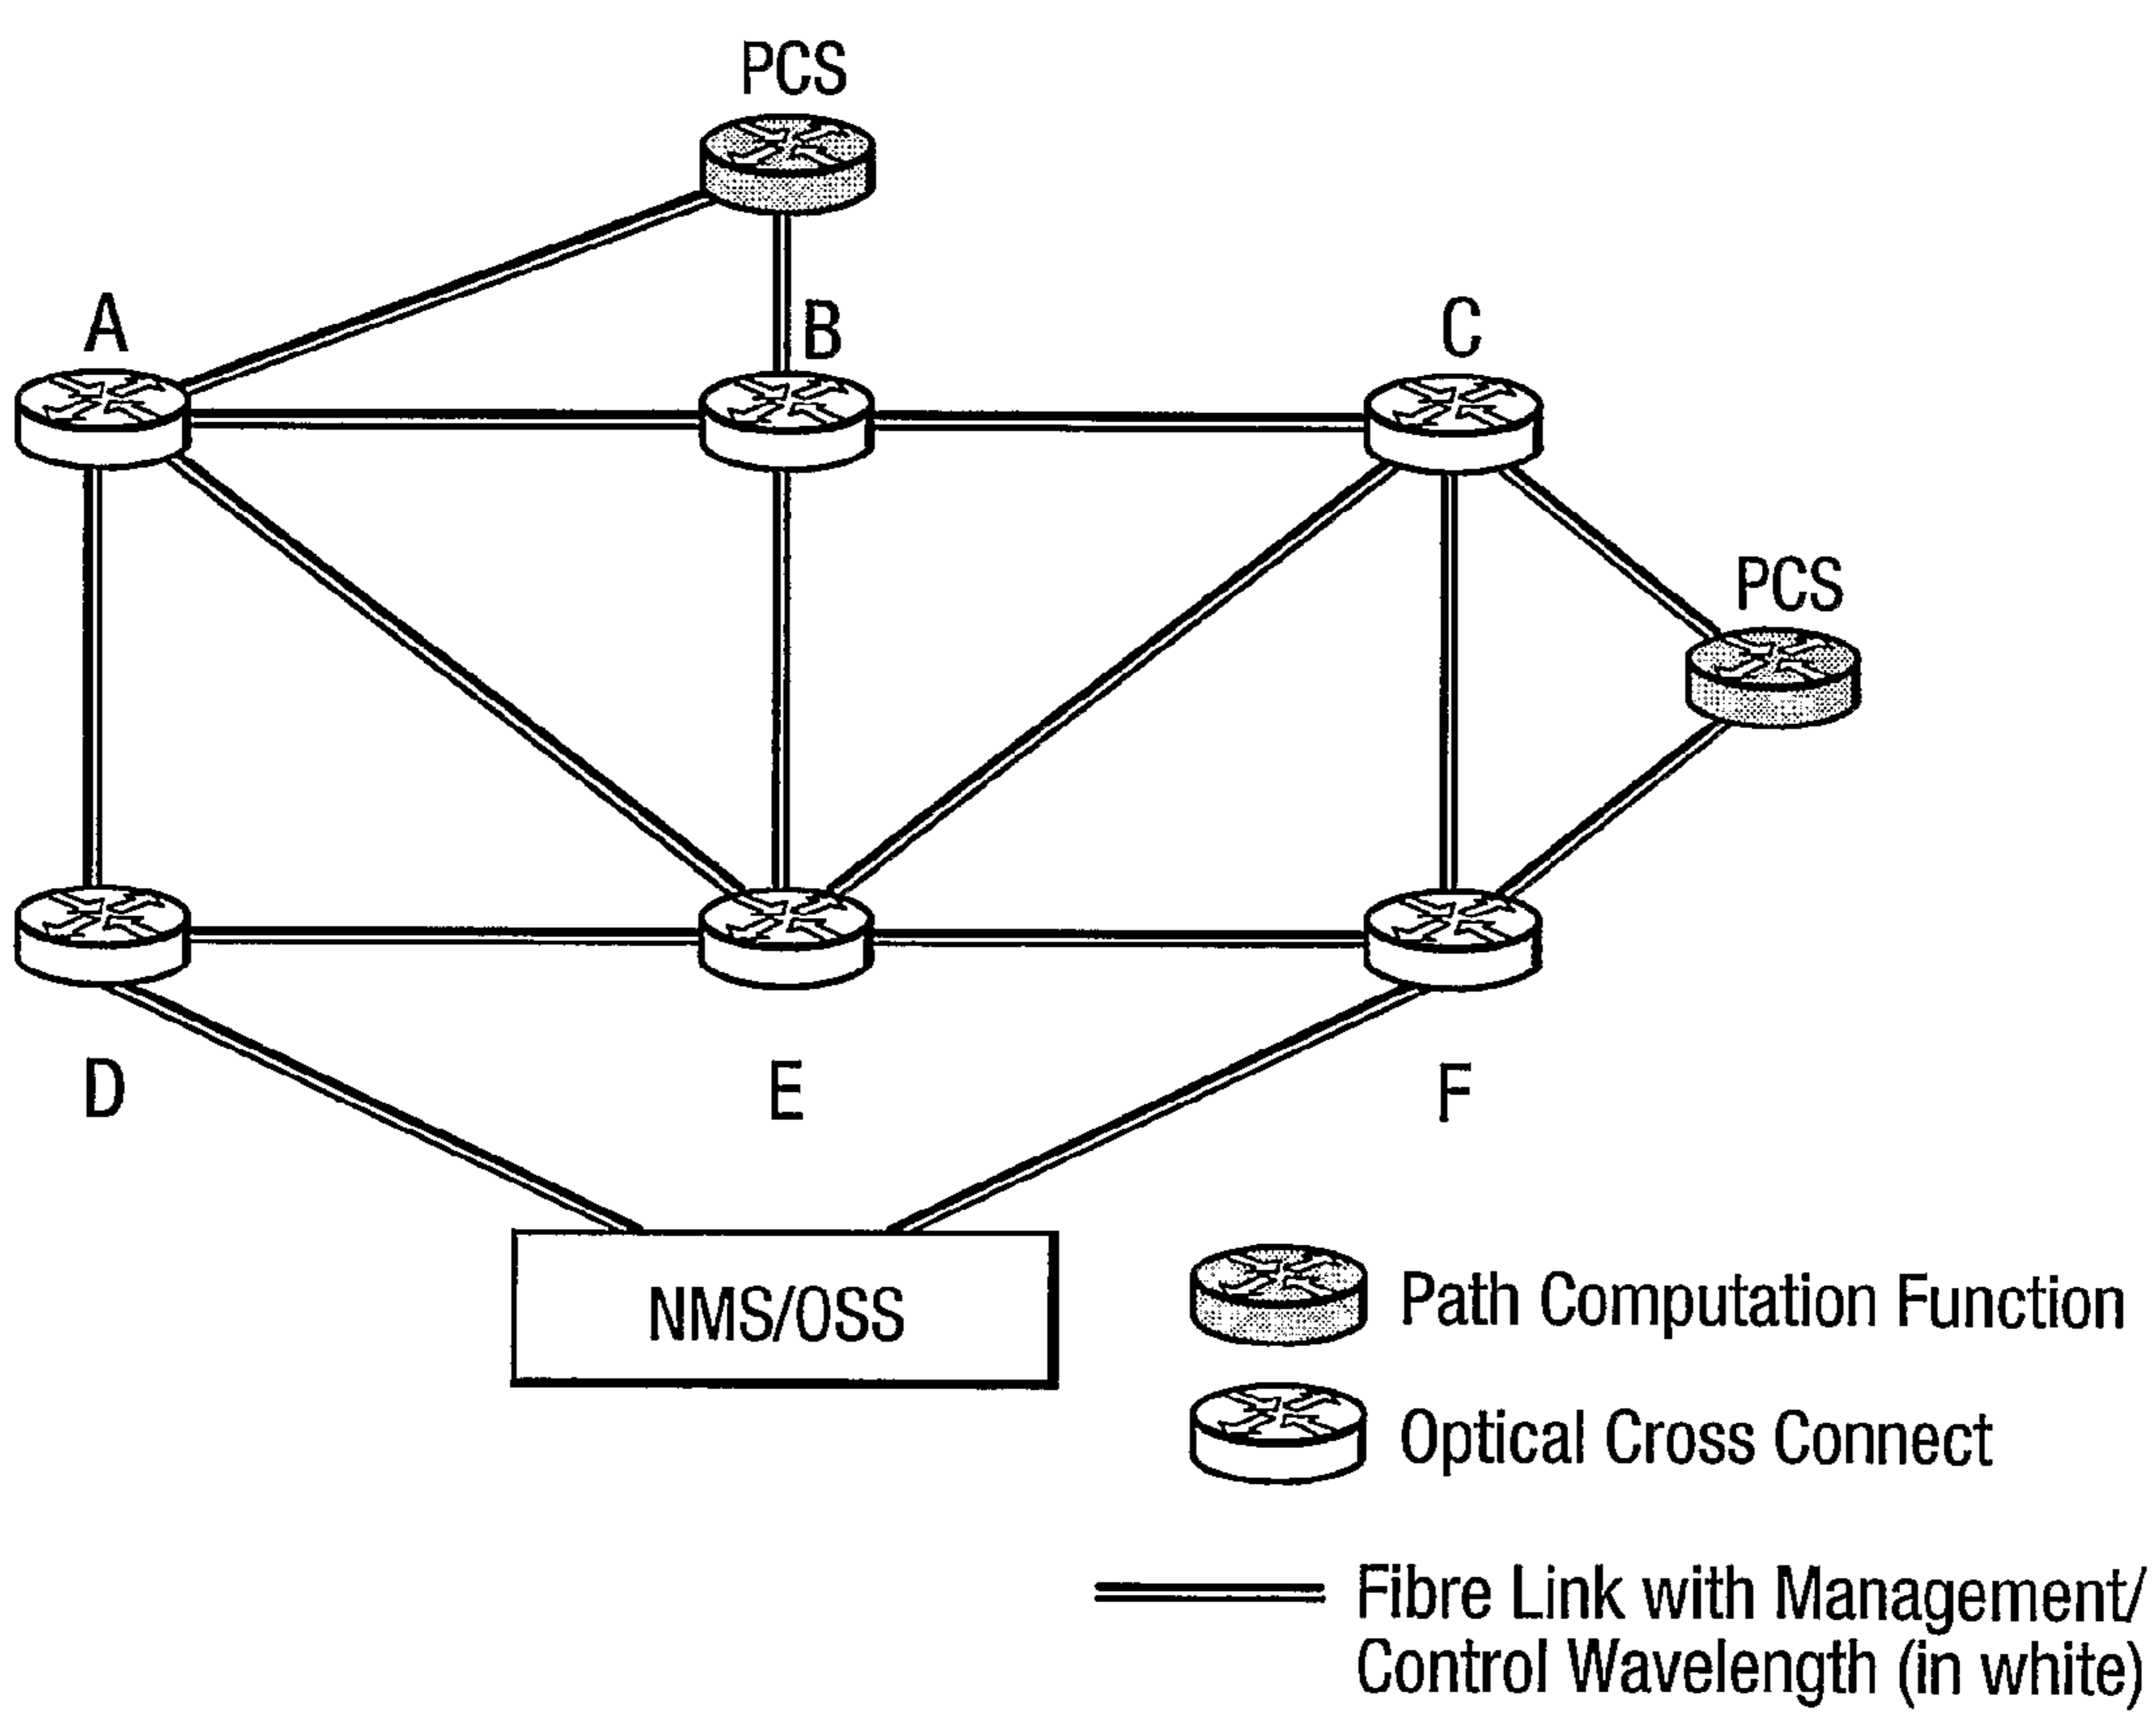 PCS
A
B
C
PCS
D
E
F
NMS/OSS
Path Computation Function
Optical Cross Connect
Fibre Link with Management/
Control Wavelength (in white)